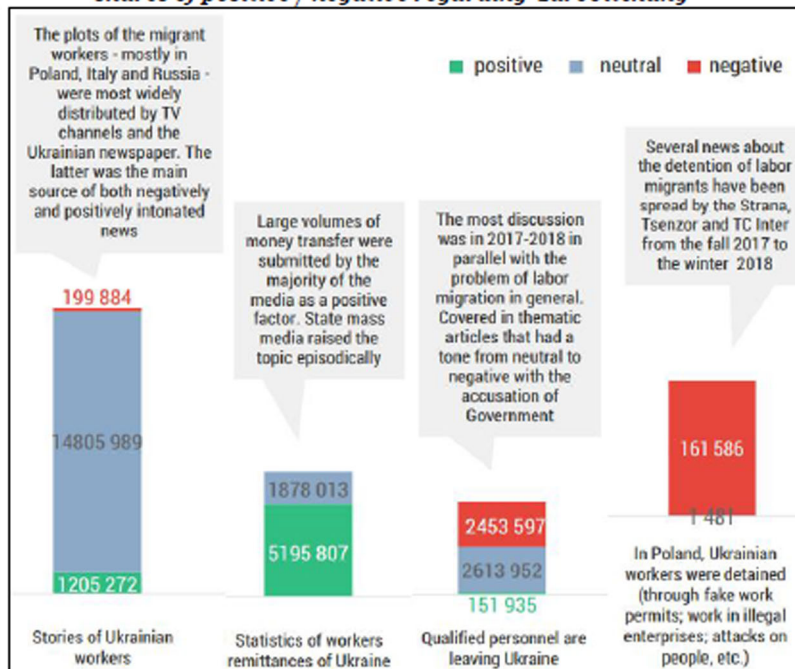 The plots of the migrant
workers - mostly in
Poland, Italy and Russia -
were most widely
distributed by TV
channels and the
Ukrainian newspaper. The
latter was the main
source of both negatively
and positively intonated
news
positive neutral negative
Large volumes of
money transfer were
submitted by the
majority of the
media as a positive
factor. State mass
media raised the
topic episodically
The most discussion
was in 2017-2018 in
parallel with the
problem of labor
migration in general.
Covered in thematic
articles that had a
tone from neutral to
negative with the
accusation of
Government
Several news about
the detention of labor
migrants have been
spread by the Strana,
Tsenzor and TC Inter
from the fall 2017 to
the winter 2018
199 884
14805 989
1205 272
Stories of Ukrainian
workers
1878 013
5195 807
Statistics of workers
remittances of Ukraine
2453 597
2613 952
151 935
Qualified personnel are
leaving Ukraine
161 586
1 481
In Poland, Ukrainian
workers were detained
(through fake work
permits; work in illegal
enterprises; attacks on
people, etc.)